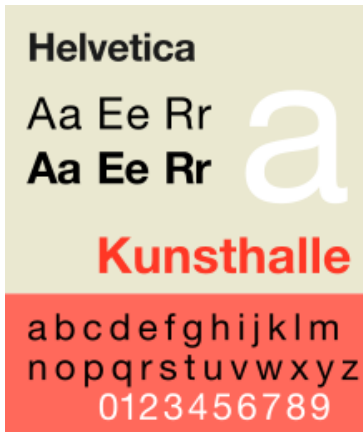 Helvetica
Aa Ee Rr
Aa Ee Rr
a
Kunsthalle
abcdefghijklm
nopqrstuvwxyz
0123456789